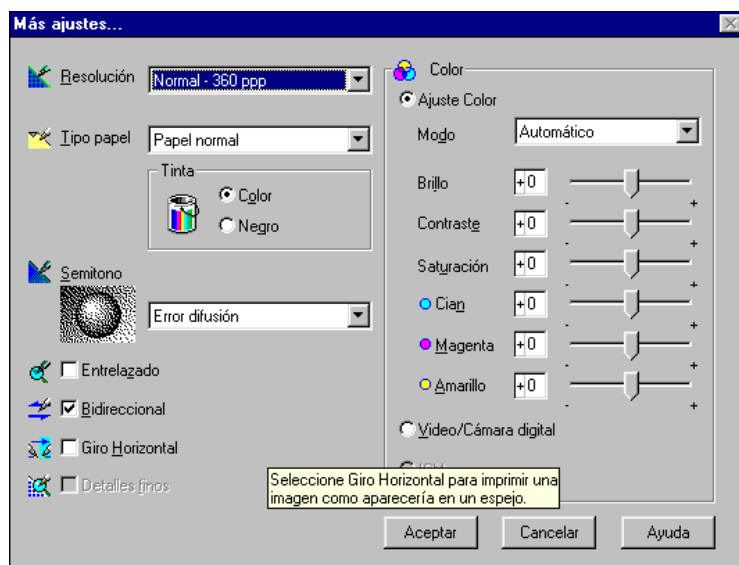 Más ajustes...
Resolución
Normal - 360 ppp
Tipo papel
Papel normal
Tinta
Color
Negro
Semitono
Error difusión
Entrelazado
Bidireccional
Giro Horizontal
Detalles finos
Color
Ajuste Color
Modo
Automático
Brillo
+0
- +
Contraste
+0
- +
Saturación
+0
- +
Cian
+0
- +
Magenta
+0
- +
Amarillo
+0
- +
Video/Cámara digital
Seleccione Giro Horizontal para imprimir una
imagen como aparecería en un espejo.
Aceptar
Cancelar
Ayuda